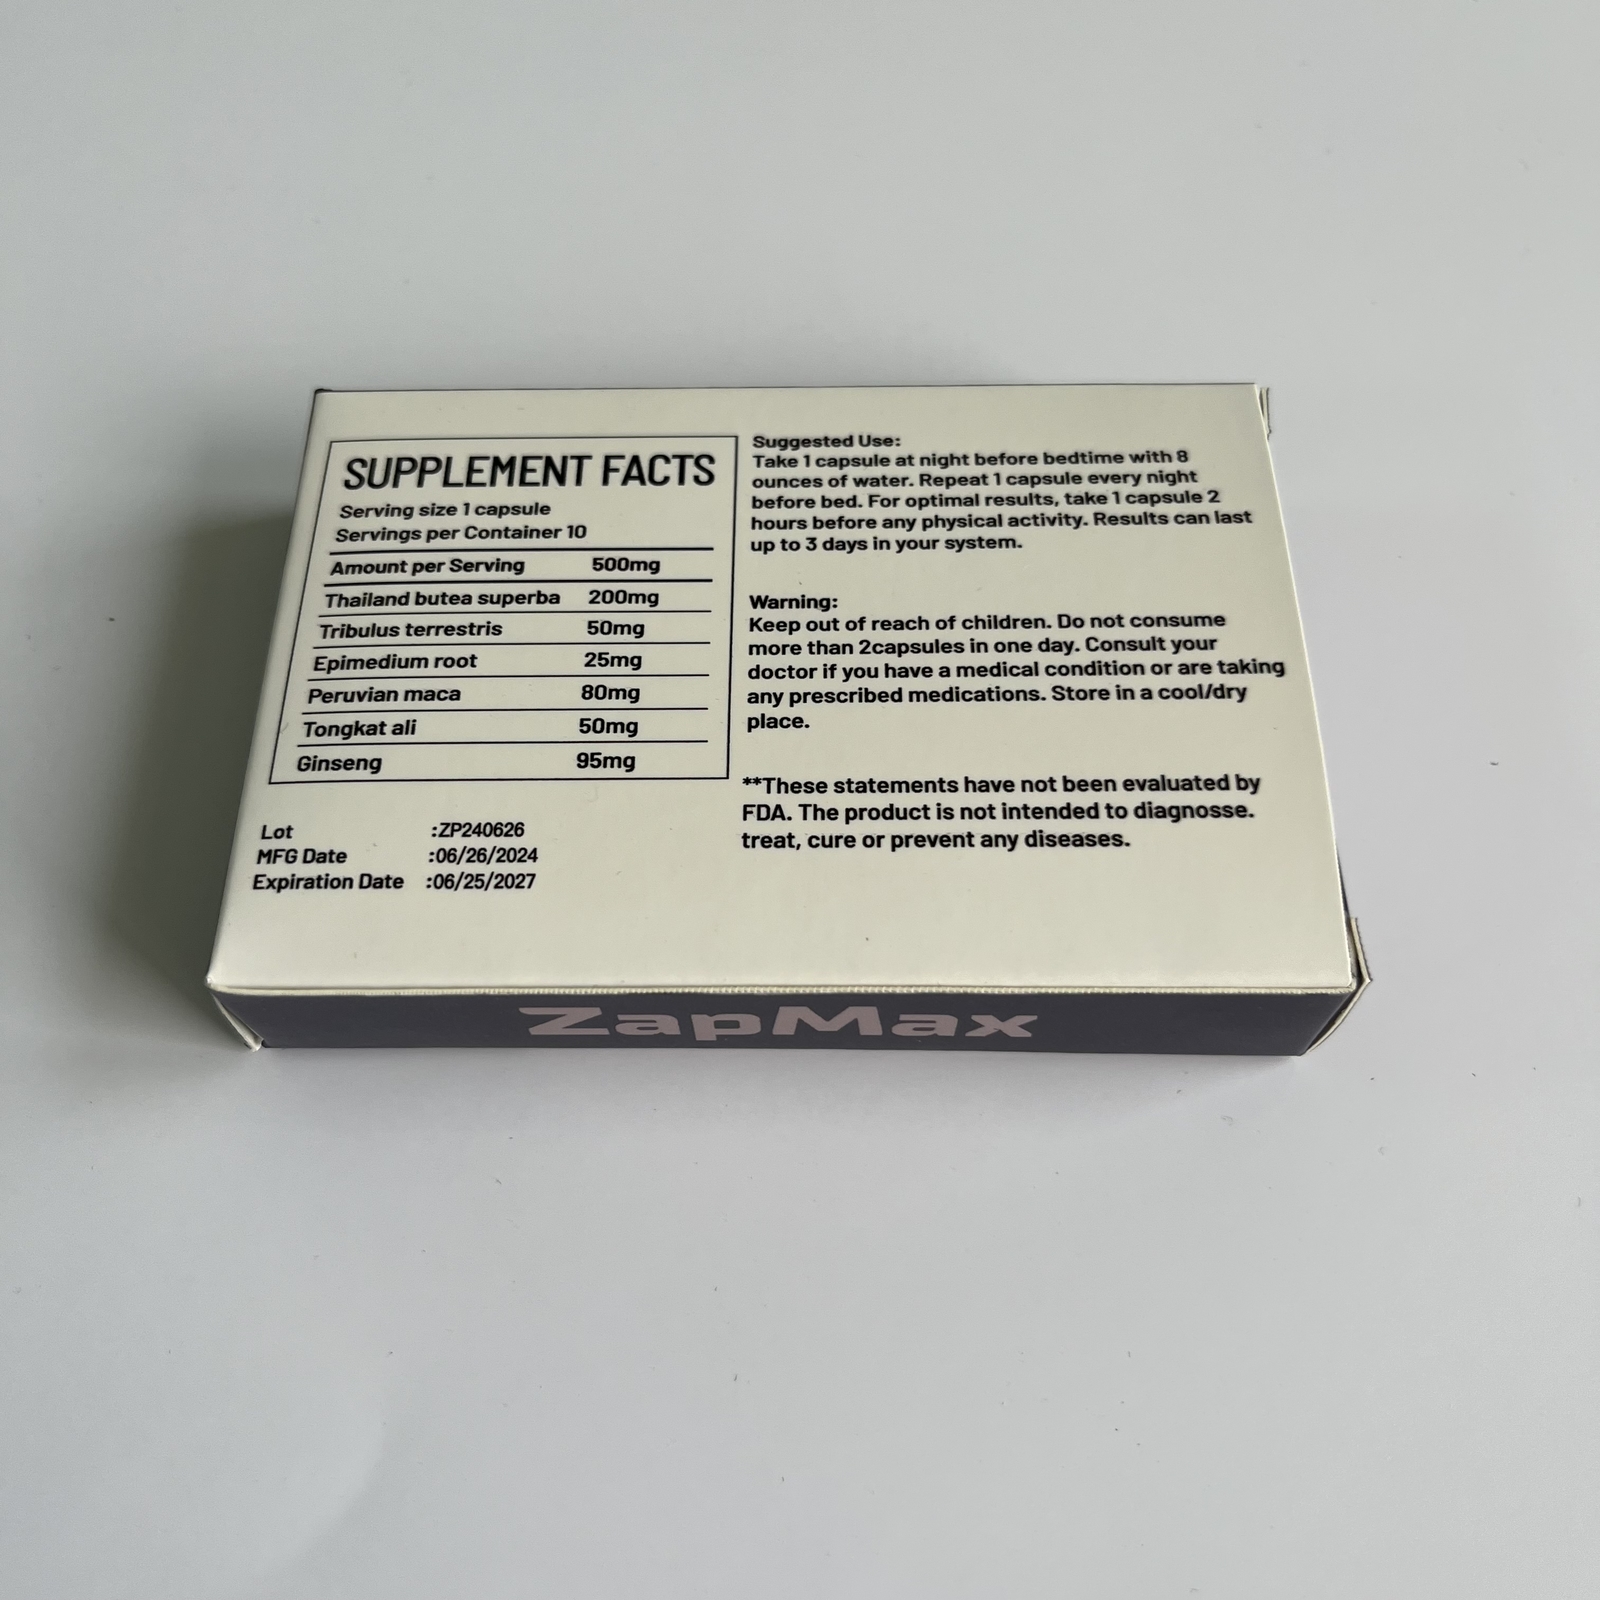 SUPPLEMENT FACTS
Serving size 1 capsule
Servings per Container 10
Amount per Serving 500mg
Thailand butea superba 200mg
Tribulus terrestris 50mg
Epimedium root 25mg
Peruvian maca 80mg
Tongkat ali 50mg
Ginseng 95mg
Lot :ZP240626
MFG Date :06/26/2024
Expiration Date :06/25/2027
Suggested Use:
Take 1 capsule at night before bedtime with 8
ounces of water. Repeat 1 capsule every night
before bed. For optimal results, take 1 capsule 2
hours before any physical activity. Results can last
up to 3 days in your system.
Warning:
Keep out of reach of children. Do not consume
more than 2capsules in one day. Consult your
doctor if you have a medical condition or are taking
any prescribed medications. Store in a cool/dry
place.
**These statements have not been evaluated by
FDA. The product is not intended to diagnosse.
treat, cure or prevent any diseases.
ZapMax